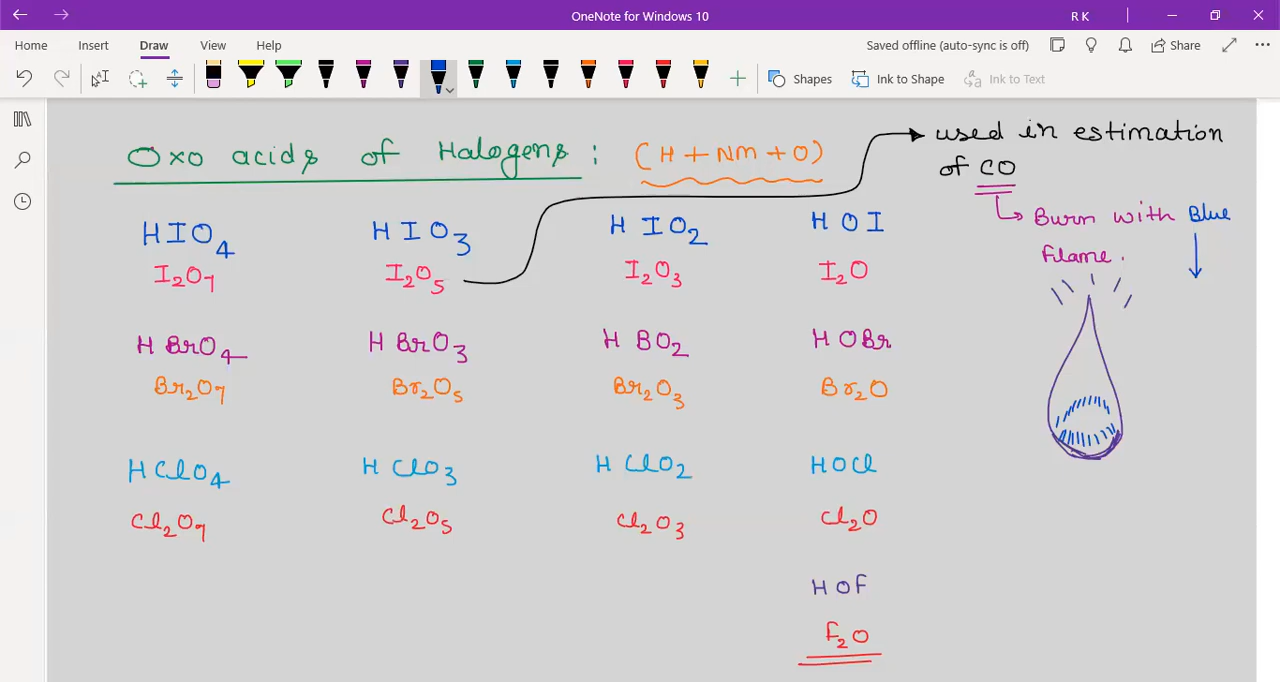 OneNote for Windows 10
R K
Home Insert Draw View Help
Saved offline (auto-sync is off)
Share
Shapes
Ink to Shape
Ink to Text
Oxo acids of Halogens : (H + Nm + O)
used in estimation
of CO
Burn with Blue
flame.
HIO4 HIO3 HIO2 HOI
I2O7 I2O5 I2O3 I2O
HBrO4 HBrO3 HBO2 HOBr
Br2O7 Br2O5 Br2O3 Br2O
HClO4 HClO3 HClO2 HOCl
Cl2O7 Cl2O5 Cl2O3 Cl2O
HOF
F2O